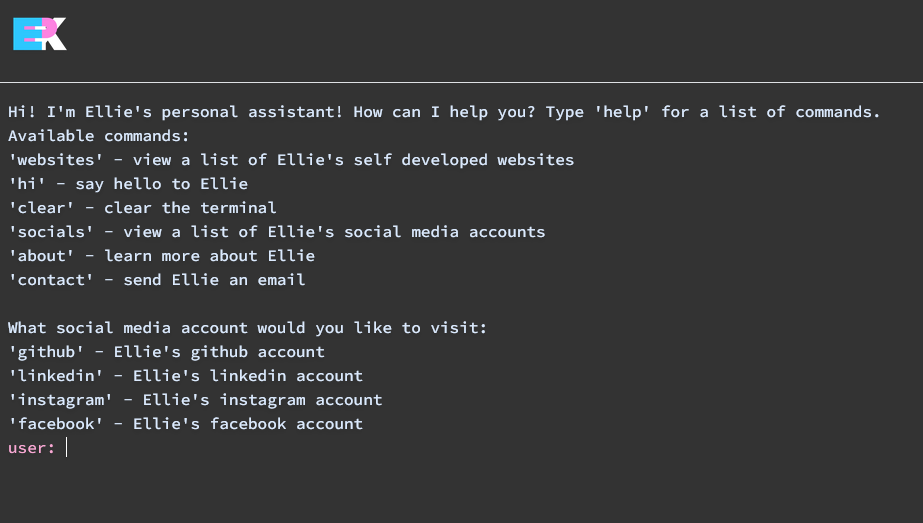 ERK
Hi! I'm Ellie's personal assistant! How can I help you? Type 'help' for a list of commands.
Available commands:
'websites' - view a list of Ellie's self developed websites
'hi' - say hello to Ellie
'clear' - clear the terminal
'socials' - view a list of Ellie's social media accounts
'about' - learn more about Ellie
'contact' - send Ellie an email
What social media account would you like to visit:
'github' - Ellie's github account
'linkedin' - Ellie's linkedin account
'instagram' - Ellie's instagram account
'facebook' - Ellie's facebook account
user: